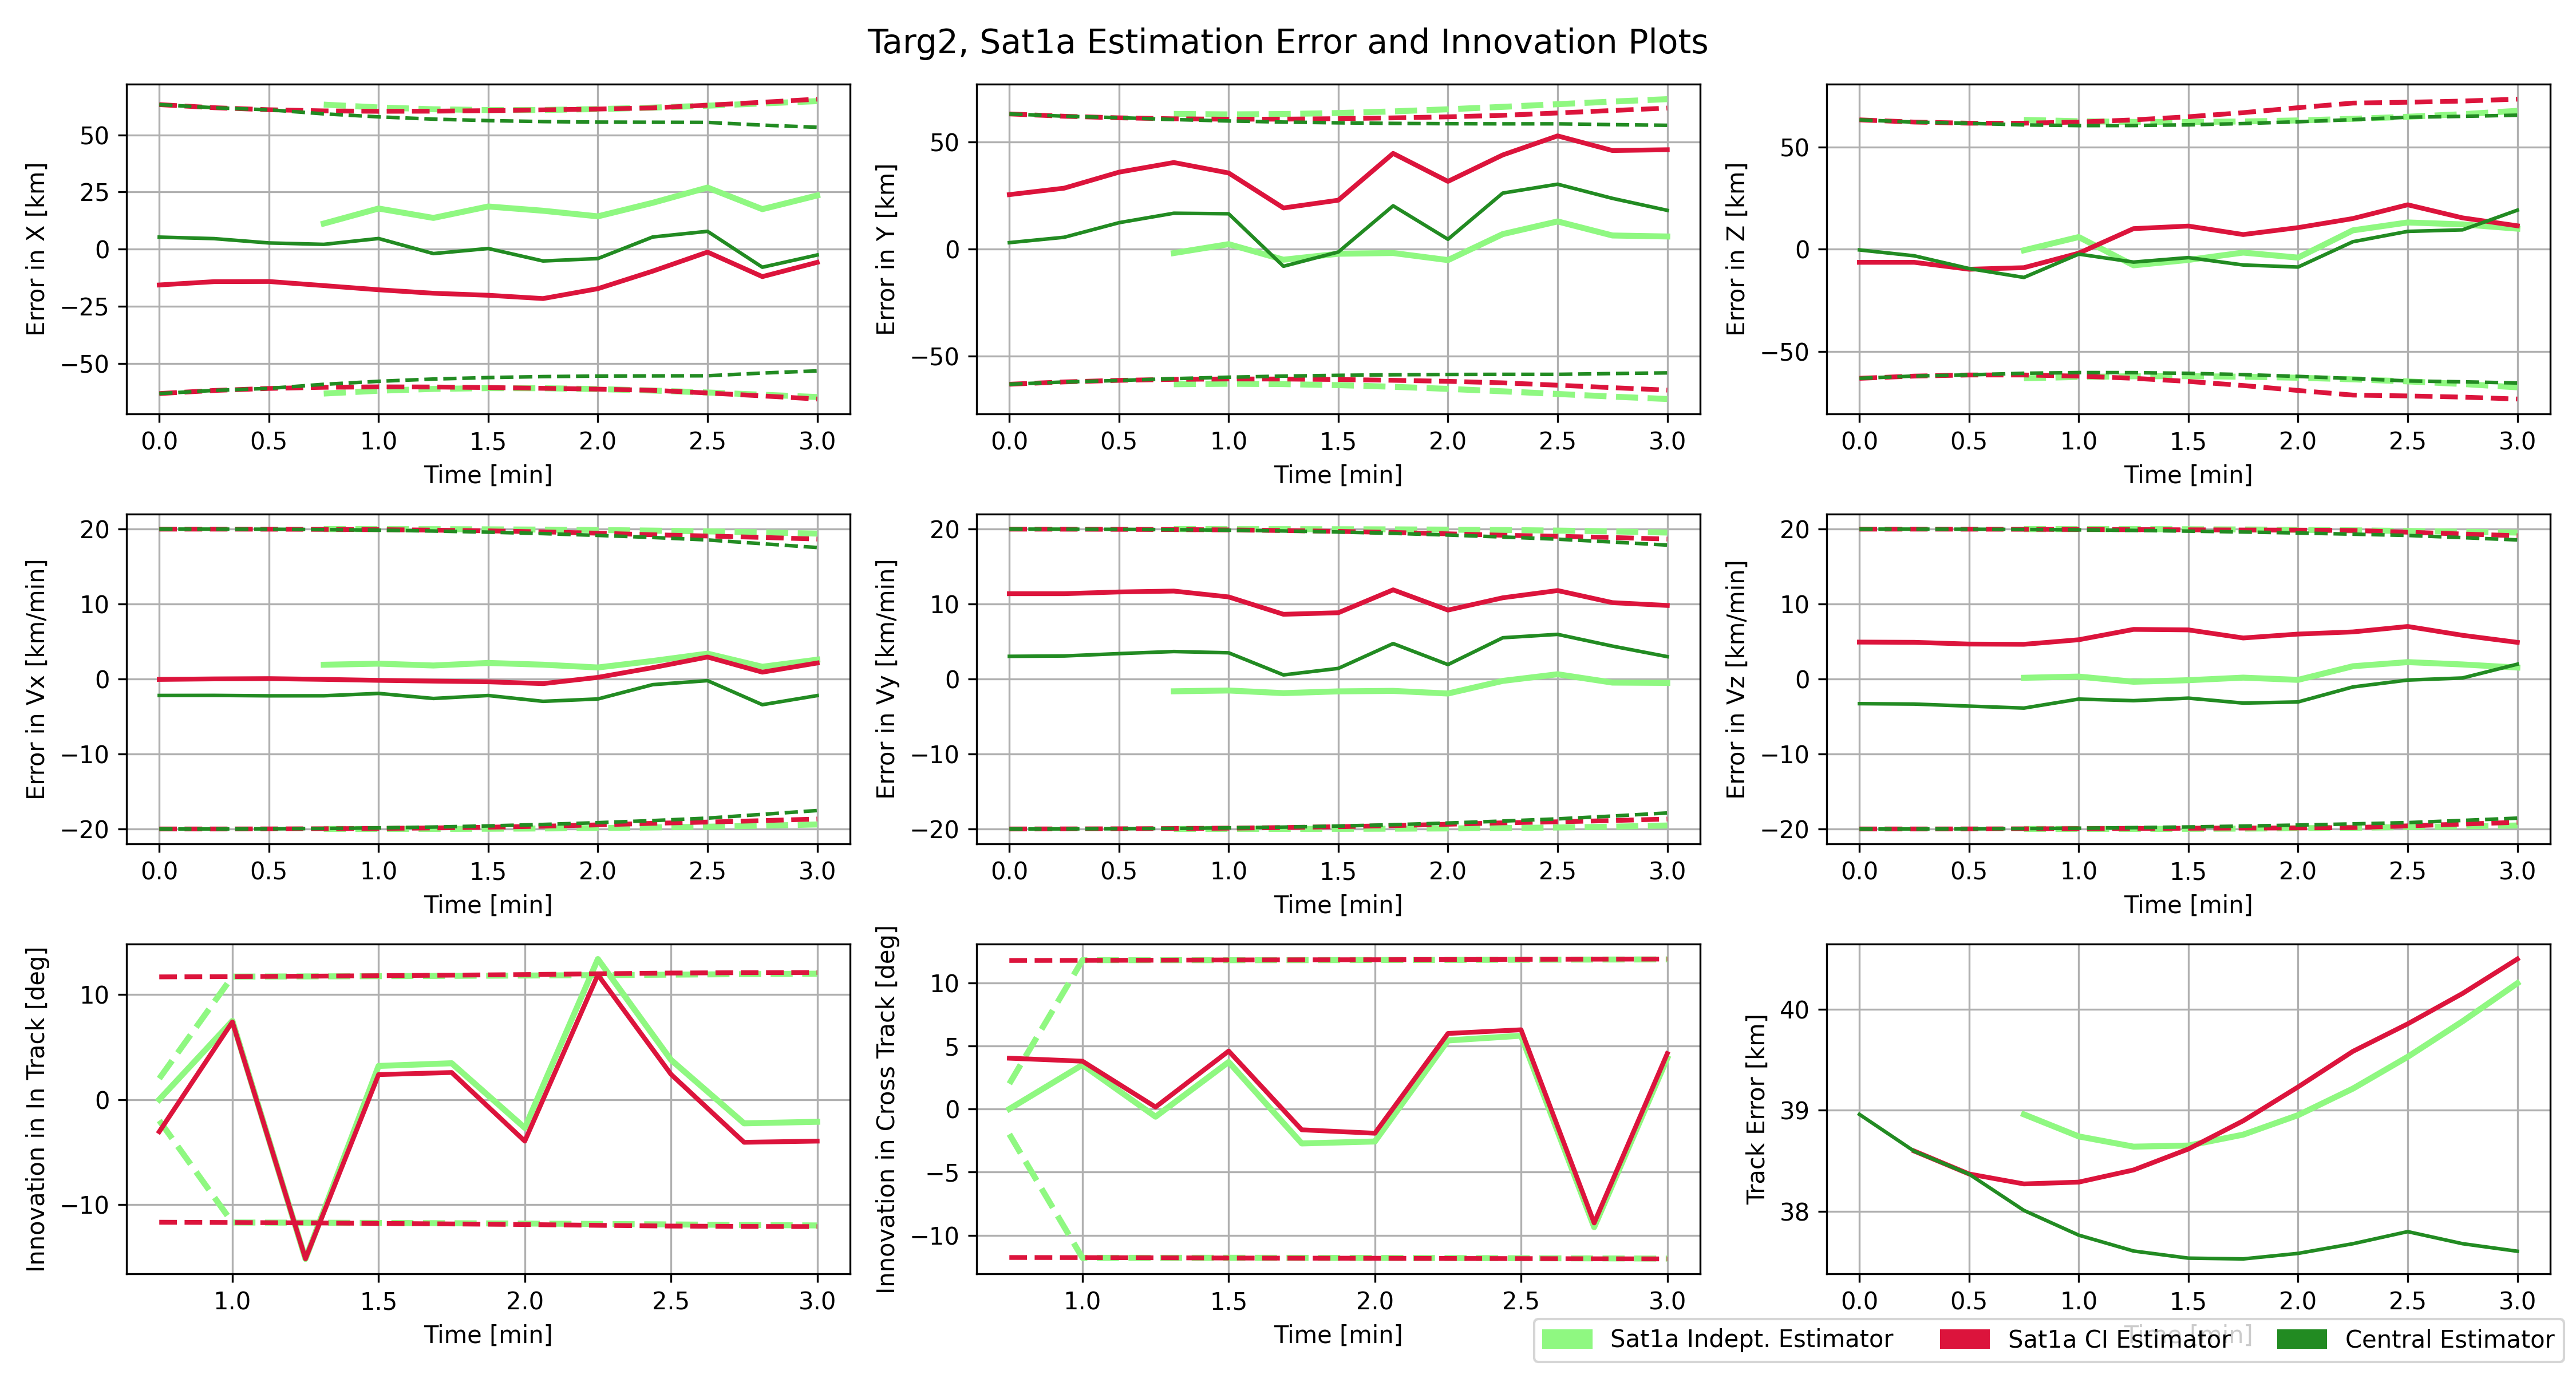 Targ2, Sat1a Estimation Error and Innovation Plots
Error in X [km]
50
25
0
−25
−50
0.0 0.5 1.0 1.5 2.0 2.5 3.0
Time [min]
Error in Y [km]
50
0
−50
0.0 0.5 1.0 1.5 2.0 2.5 3.0
Time [min]
Error in Z [km]
50
0
−50
0.0 0.5 1.0 1.5 2.0 2.5 3.0
Time [min]
Error in Vx [km/min]
20
10
0
−10
−20
0.0 0.5 1.0 1.5 2.0 2.5 3.0
Time [min]
Error in Vy [km/min]
20
10
0
−10
−20
0.0 0.5 1.0 1.5 2.0 2.5 3.0
Time [min]
Error in Vz [km/min]
20
10
0
−10
−20
0.0 0.5 1.0 1.5 2.0 2.5 3.0
Time [min]
Innovation in In Track [deg]
10
0
−10
1.0 1.5 2.0 2.5 3.0
Time [min]
Innovation in Cross Track [deg]
10
5
0
−5
−10
1.0 1.5 2.0 2.5 3.0
Time [min]
Track Error [km]
40
39
38
0.0 0.5 1.0 1.5 2.0 2.5 3.0
Time [min]
Sat1a Indept. Estimator Sat1a CI Estimator Central Estimator